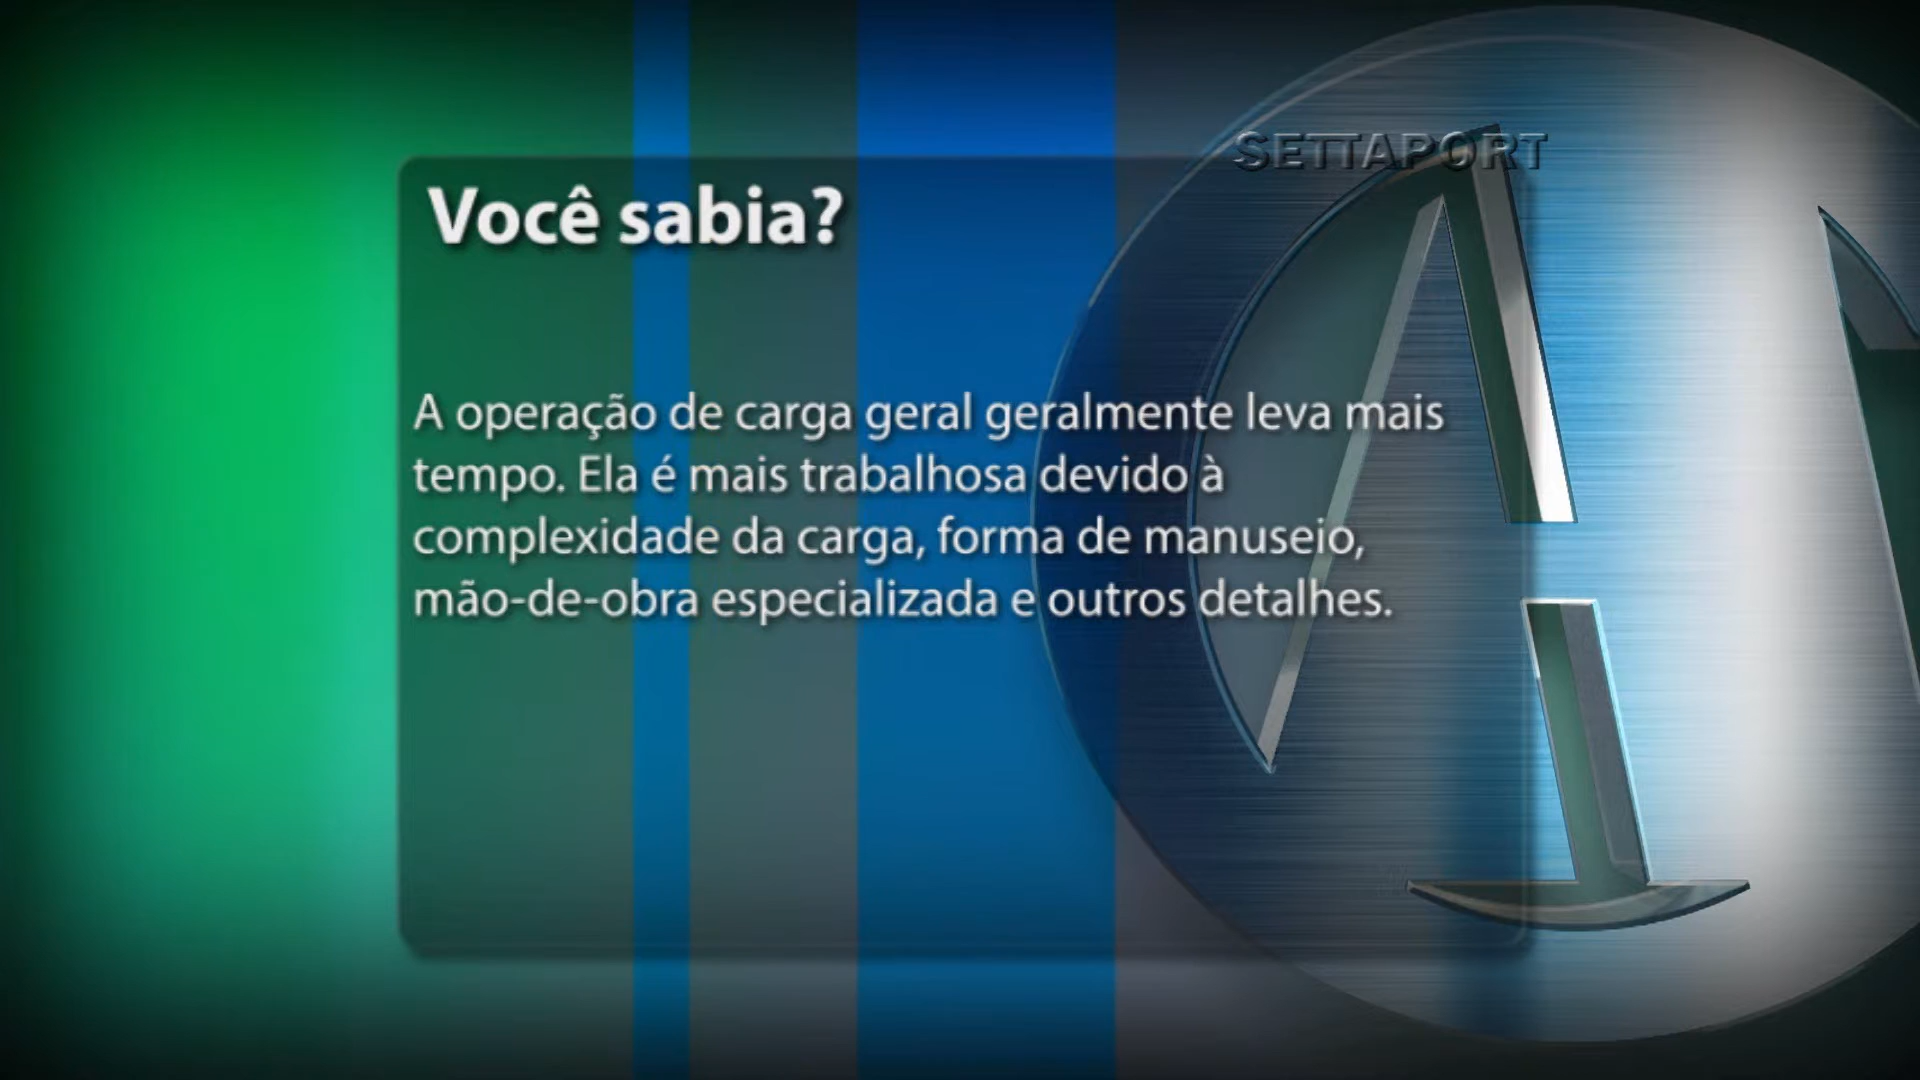 SETTAPORT
Você sabia?
A operação de carga geral geralmente leva mais
tempo. Ela é mais trabalhosa devido à
complexidade da carga, forma de manuseio,
mão-de-obra especializada e outros detalhes.